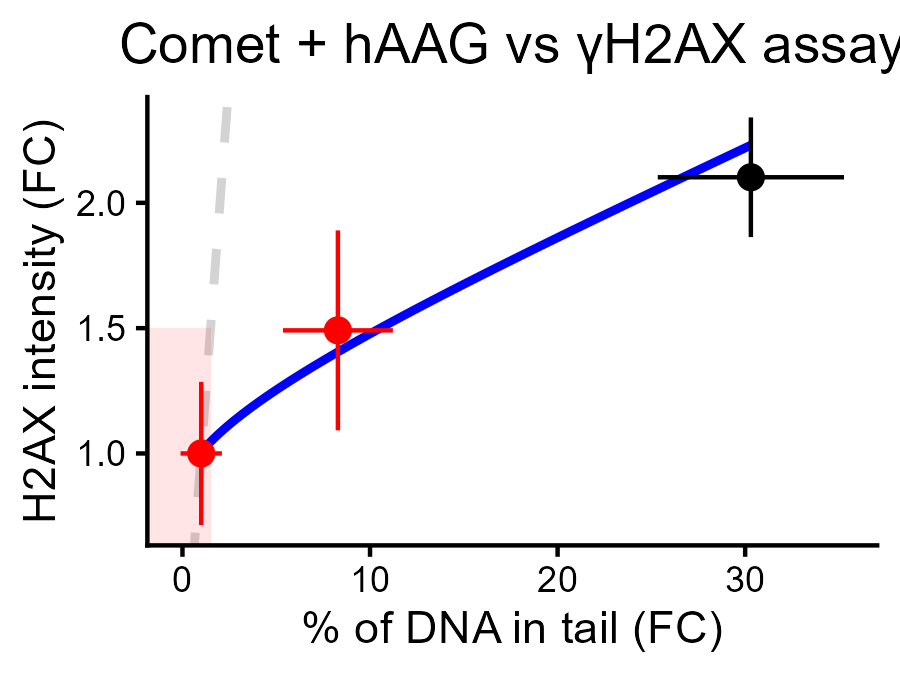 Comet + hAAG vs γH2AX assay
H2AX intensity (FC)
2.0
1.5
1.0
0 10 20 30
% of DNA in tail (FC)